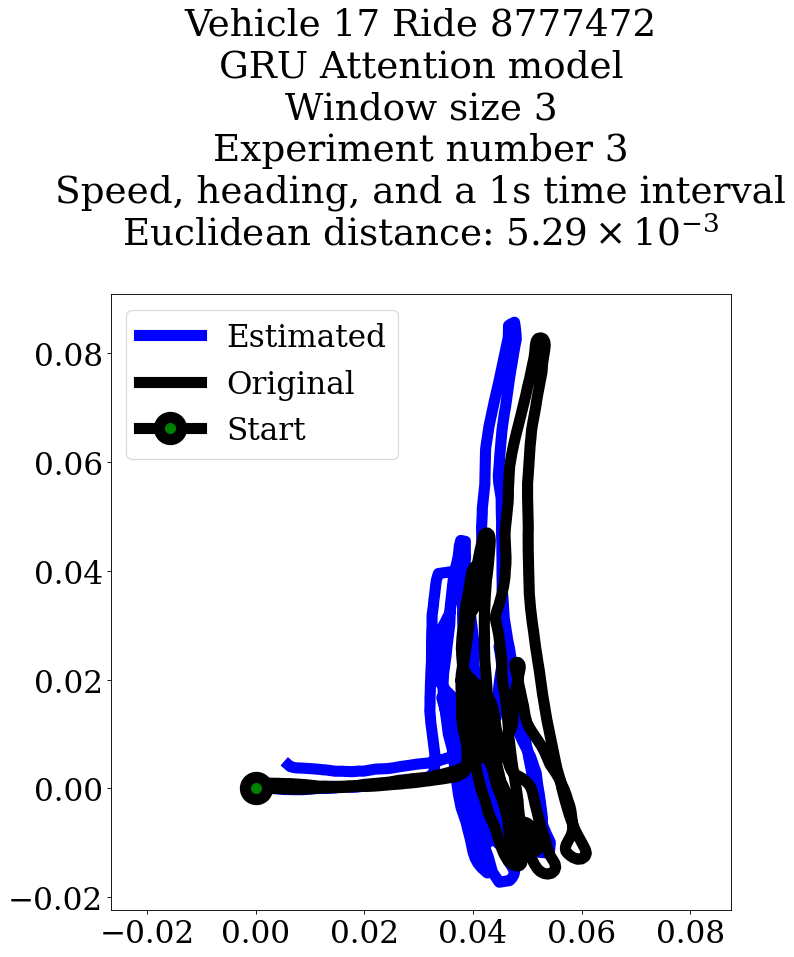 Vehicle 17 Ride 8777472
GRU Attention model
Window size 3
Experiment number 3
Speed, heading, and a 1s time interval
Euclidean distance: 5.29 × 10⁻³
Estimated
Original
Start
0.08
0.06
0.04
0.02
0.00
−0.02
−0.02 0.00 0.02 0.04 0.06 0.08